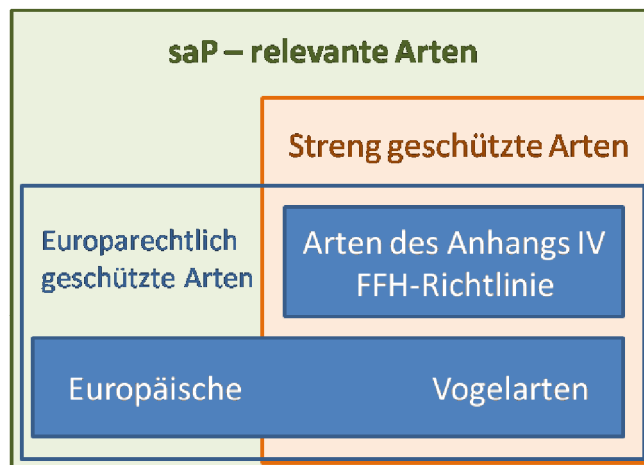 saP – relevante Arten
Streng geschützte Arten
Europarechtlich
geschützte Arten
Arten des Anhangs IV
FFH-Richtlinie
Europäische Vogelarten